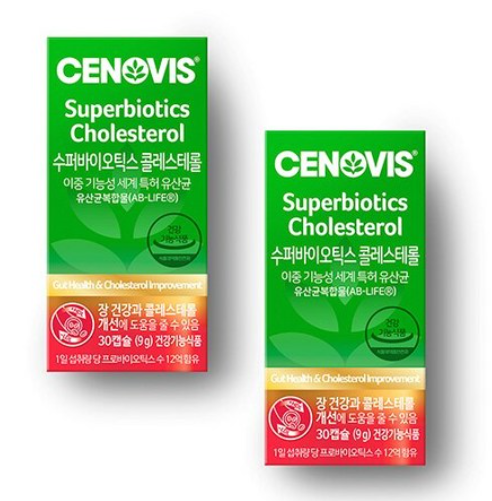 CENOVIS®
Superbiotics
Cholesterol
수퍼바이오틱스 콜레스테롤
이중 기능성 세계 특허 유산균
유산균복합물(AB-LIFE®)
건강
기능식품
Gut Health & Cholesterol Improvement
장 건강과 콜레스테롤
개선에 도움을 줄 수 있음
30캡슐 (9g) 건강기능식품
1일 섭취량 당 프로바이오틱스 수 12억 함유
CENOVIS®
Superbiotics
Cholesterol
수퍼바이오틱스 콜레스테롤
이중 기능성 세계 특허 유산균
유산균복합물(AB-LIFE®)
건강
기능식품
Gut Health & Cholesterol Improvement
장 건강과 콜레스테롤
개선에 도움을 줄 수 있음
30캡슐 (9g) 건강기능식품
1일 섭취량 당 프로바이오틱스 수 12억 함유